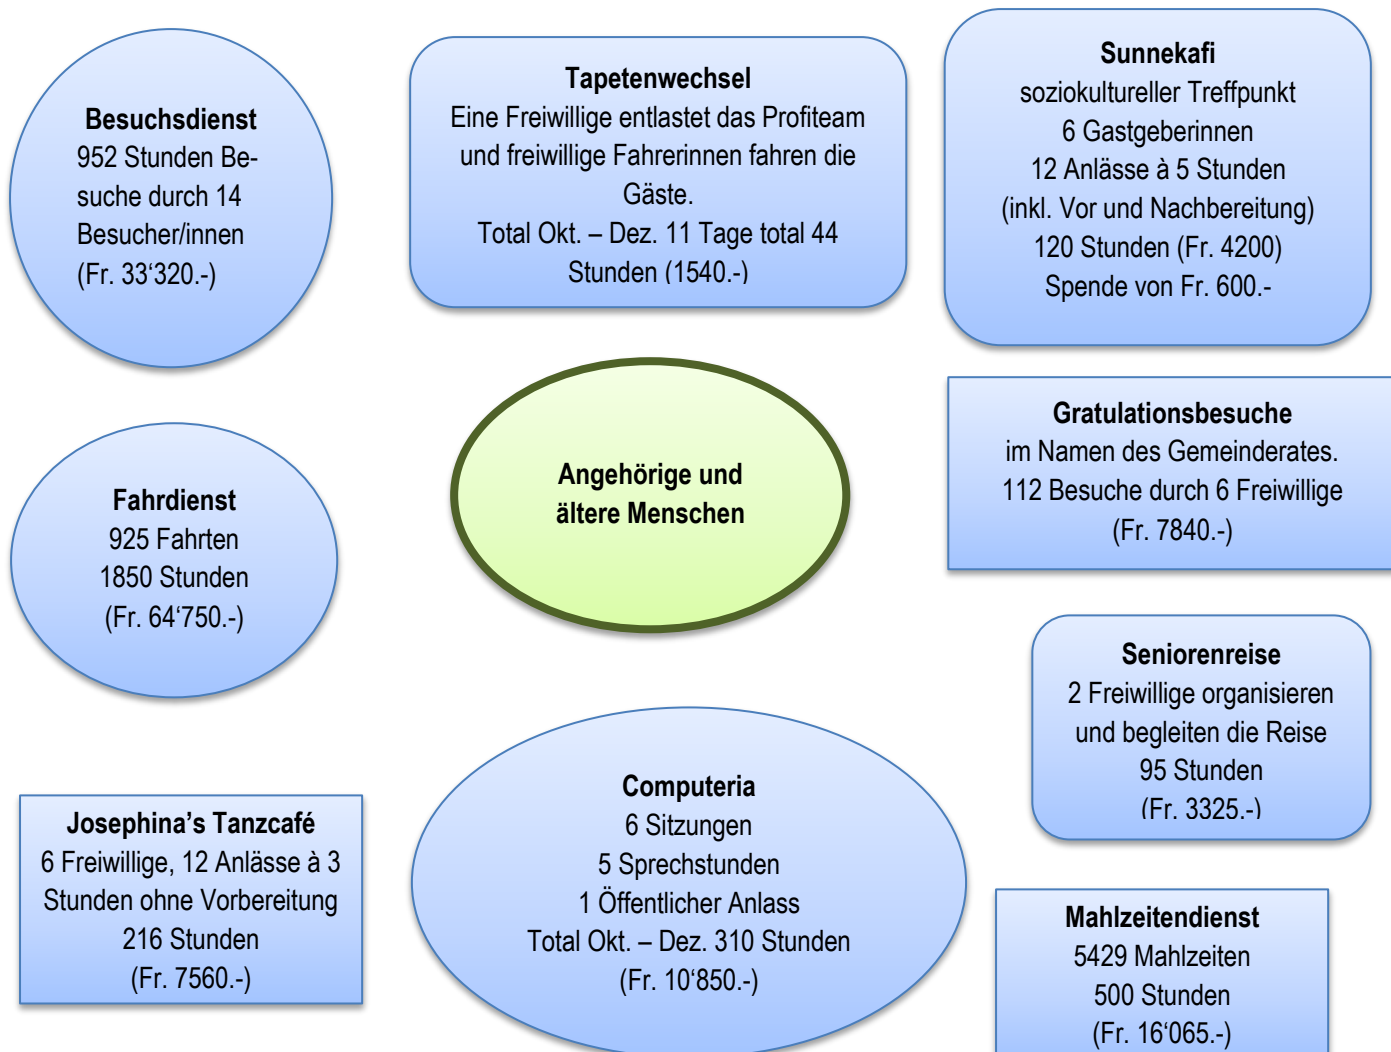 Besuchsdienst
952 Stunden Be-
suche durch 14
Besucher/innen
(Fr. 33‘320.-)
Tapetenwechsel
Eine Freiwillige entlastet das Profiteam
und freiwillige Fahrerinnen fahren die
Gäste.
Total Okt. – Dez. 11 Tage total 44
Stunden (1540.-)
Sunnekafi
soziokultureller Treffpunkt
6 Gastgeberinnen
12 Anlässe à 5 Stunden
(inkl. Vor und Nachbereitung)
120 Stunden (Fr. 4200)
Spende von Fr. 600.-
Angehörige und
ältere Menschen
Gratulationsbesuche
im Namen des Gemeinderates.
112 Besuche durch 6 Freiwillige
(Fr. 7840.-)
Fahrdienst
925 Fahrten
1850 Stunden
(Fr. 64‘750.-)
Seniorenreise
2 Freiwillige organisieren
und begleiten die Reise
95 Stunden
(Fr. 3325.-)
Josephina’s Tanzcafé
6 Freiwillige, 12 Anlässe à 3
Stunden ohne Vorbereitung
216 Stunden
(Fr. 7560.-)
Computeria
6 Sitzungen
5 Sprechstunden
1 Öffentlicher Anlass
Total Okt. – Dez. 310 Stunden
(Fr. 10‘850.-)
Mahlzeitendienst
5429 Mahlzeiten
500 Stunden
(Fr. 16‘065.-)